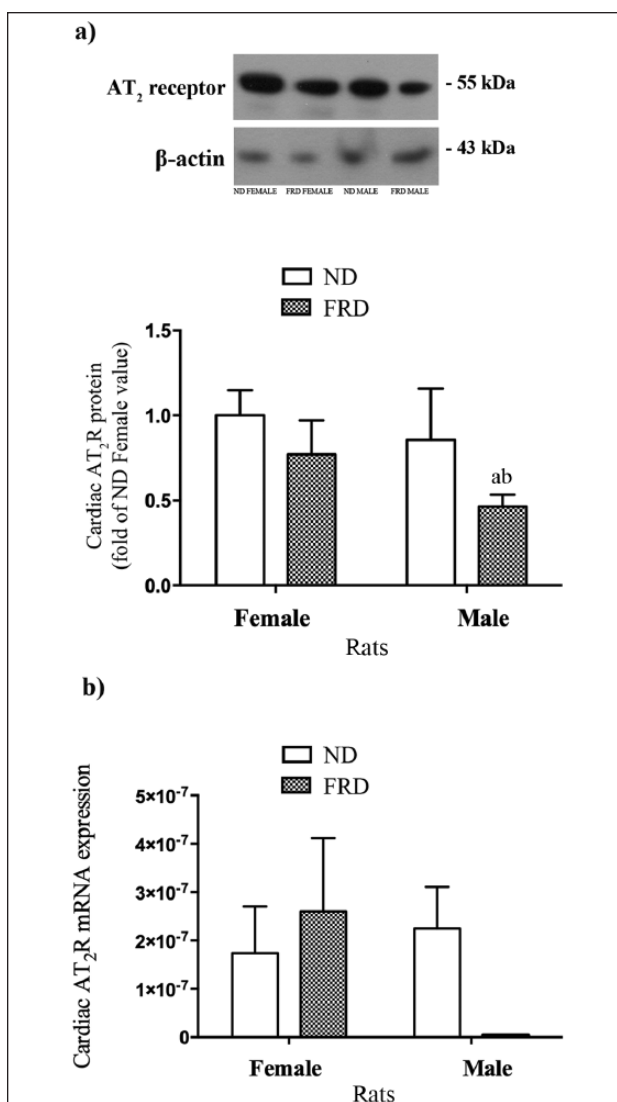 a)
AT₂ receptor
- 55 kDa
β-actin
- 43 kDa
ND FEMALE FRD FEMALE ND MALE FRD MALE
ND
FRD
Cardiac AT₂R protein
(fold of ND Female value)
1.5
1.0
0.5
0.0
ab
Female Male
Rats
b)
ND
FRD
Cardiac AT₂R mRNA expression
5×10⁻⁷
4×10⁻⁷
3×10⁻⁷
2×10⁻⁷
1×10⁻⁷
0
Female Male
Rats